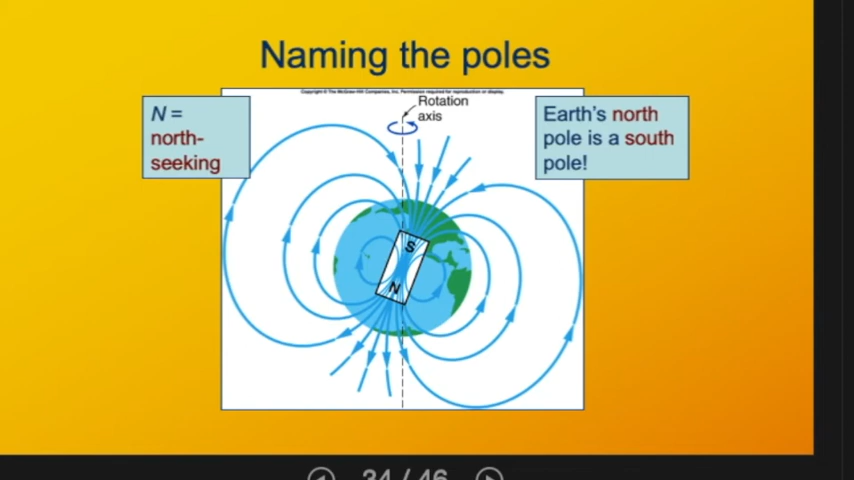 Naming the poles
Copyright © The McGraw-Hill Companies, Inc. Permission required for reproduction or display.
N =
north-
seeking
Rotation
axis
Earth's north
pole is a south
pole!
S
N
34 / 46